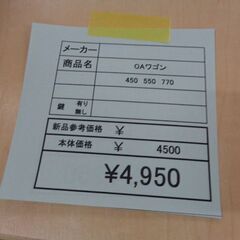 メーカー
商品名 OAワゴン
450 550 770
鍵 有り 無し
新品参考価格 ¥
本体価格 ¥ 4500
¥4,950